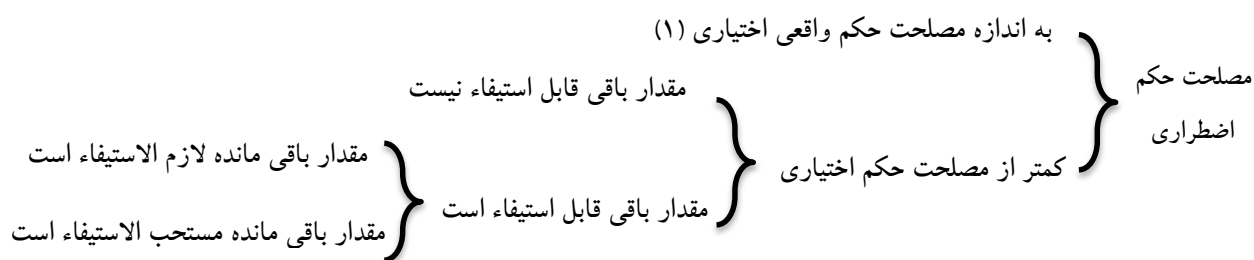 به اندازه مصلحت حکم واقعی اختیاری (۱)
مصلحت حکم
اضطراری
مقدار باقی قابل استیفاء نیست
کمتر از مصلحت حکم اختیاری
مقدار باقی مانده لازم الاستیفاء است
مقدار باقی قابل استیفاء است
مقدار باقی مانده مستحب الاستیفاء است